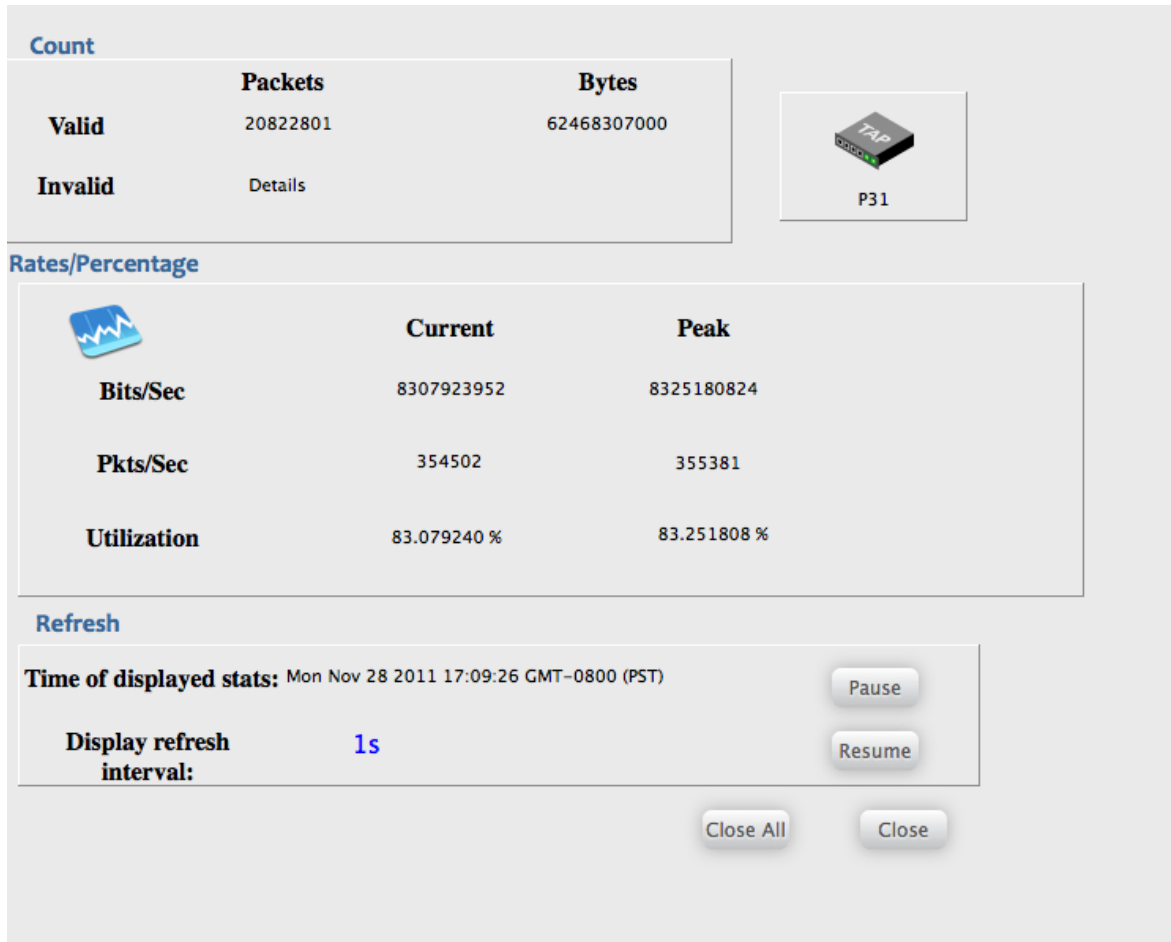 Count
Packets Bytes
Valid 20822801 62468307000
Invalid Details
TAP
P31
Rates/Percentage
Current Peak
Bits/Sec 8307923952 8325180824
Pkts/Sec 354502 355381
Utilization 83.079240 % 83.251808 %
Refresh
Time of displayed stats: Mon Nov 28 2011 17:09:26 GMT-0800 (PST) Pause
Display refresh 1s Resume
interval:
Close All Close